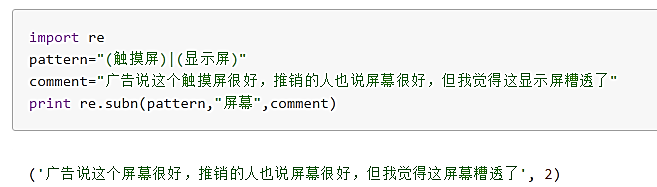 import re
pattern="(触摸屏)|(显示屏)"
comment="广告说这个触摸屏很好，推销的人也说屏幕很好，但我觉得这显示屏糟透了"
print re.subn(pattern,"屏幕",comment)
('广告说这个屏幕很好，推销的人也说屏幕很好，但我觉得这屏幕糟透了', 2)